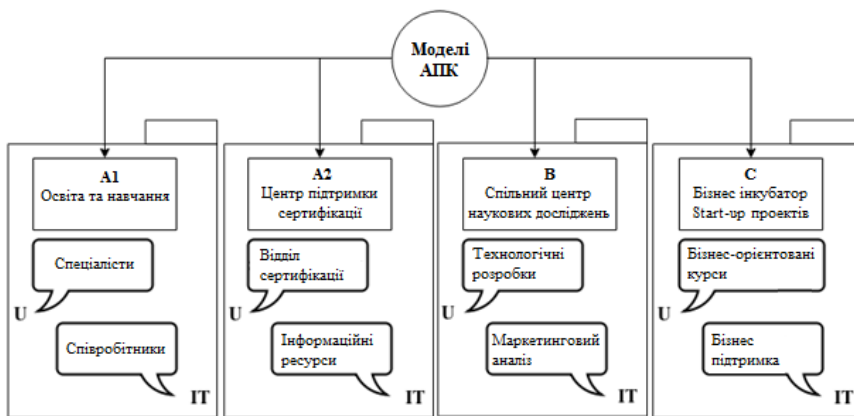 Моделі
АПК
A1
Освіта та навчання
Спеціалісти
U
Співробітники
IT
A2
Центр підтримки
сертифікації
Відділ
сертифікації
U
Інформаційні
ресурси
IT
B
Спільний центр
наукових досліджень
Технологічні
розробки
U
Маркетинговий
аналіз
IT
C
Бізнес інкубатор
Start-up проектів
Бізнес-орієнтовані
курси
U
Бізнес
підтримка
IT